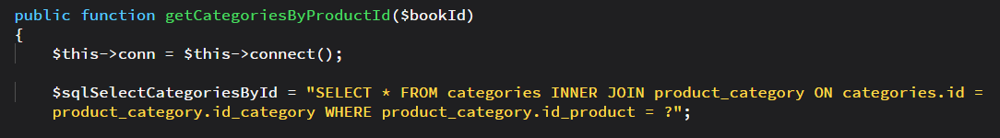 public function getCategoriesByProductId($bookId)
{
$this->conn = $this->connect();
$sqlSelectCategoriesById = "SELECT * FROM categories INNER JOIN product_category ON categories.id =
product_category.id_category WHERE product_category.id_product = ?";